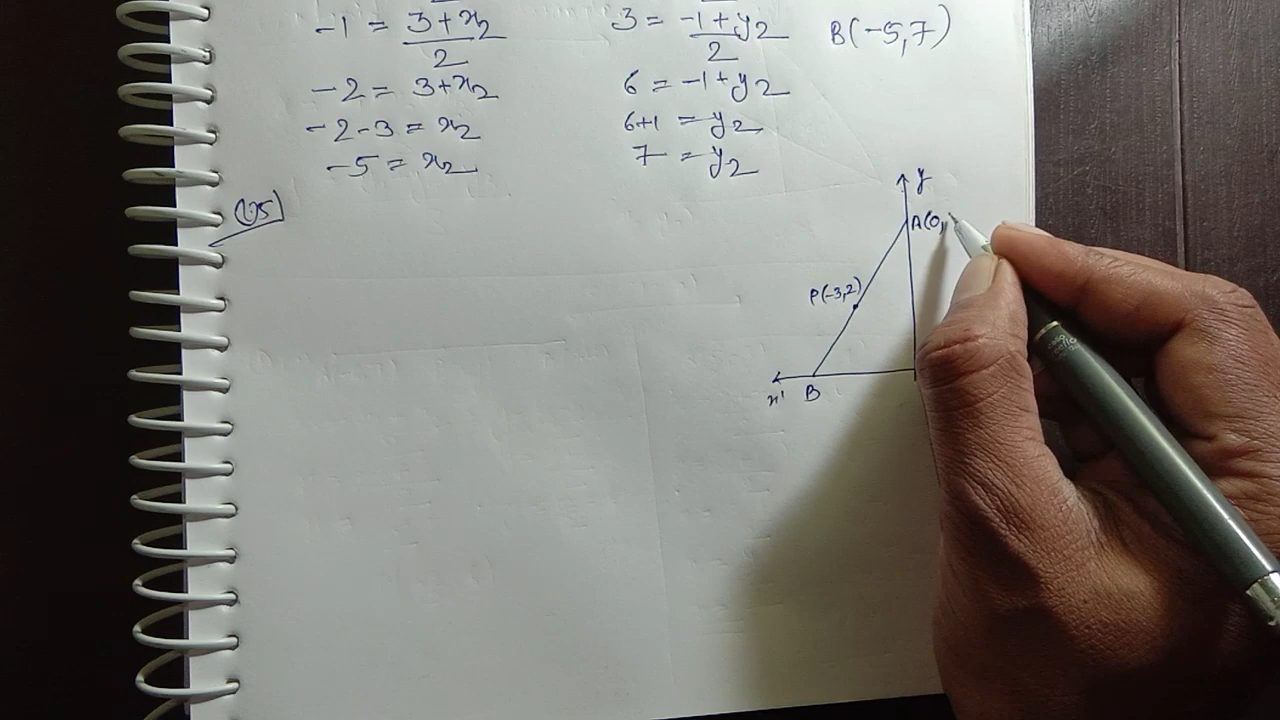 -1 = 3+x2/2 3 = -1+y2/2 B(-5,7)
-2 = 3+x2 6 = -1+y2
-2-3 = x2 6+1 = y2
-5 = x2 7 = y2
Q5
y
A(0,
P(-3,2)
x' B